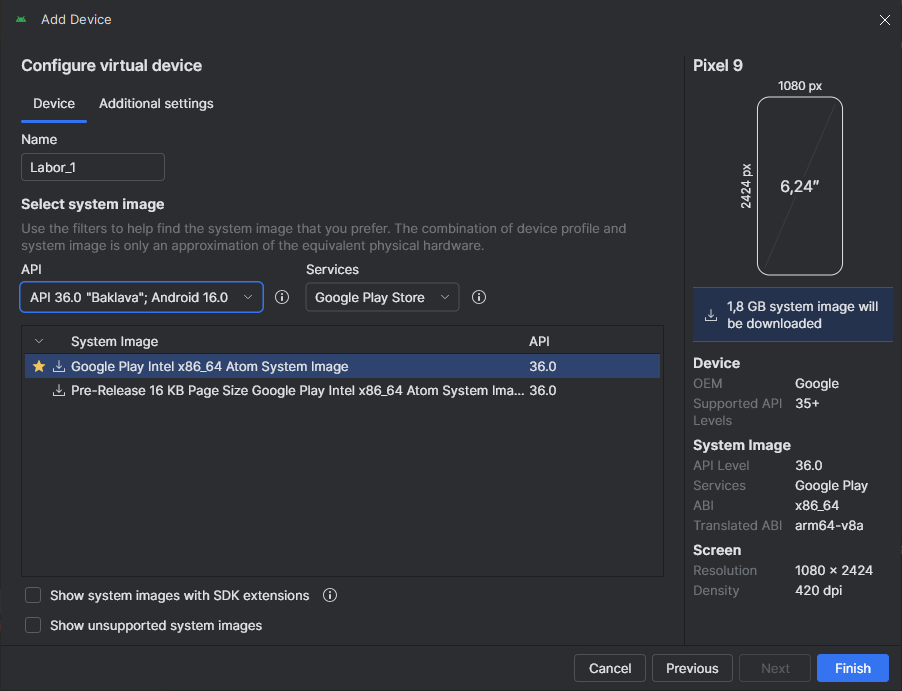 Add Device
Configure virtual device
Device Additional settings
Name
Labor_1
Select system image
Use the filters to help find the system image that you prefer. The combination of device profile and
system image is only an approximation of the equivalent physical hardware.
API Services
API 36.0 "Baklava"; Android 16.0 Google Play Store
System Image API
Google Play Intel x86_64 Atom System Image 36.0
Pre-Release 16 KB Page Size Google Play Intel x86_64 Atom System Ima... 36.0
Show system images with SDK extensions
Show unsupported system images
Pixel 9
1080 px
2424 px
6,24”
1,8 GB system image will
be downloaded
Device
OEM Google
Supported API 35+
Levels
System Image
API Level 36.0
Services Google Play
ABI x86_64
Translated ABI arm64-v8a
Screen
Resolution 1080 × 2424
Density 420 dpi
Cancel Previous Next Finish